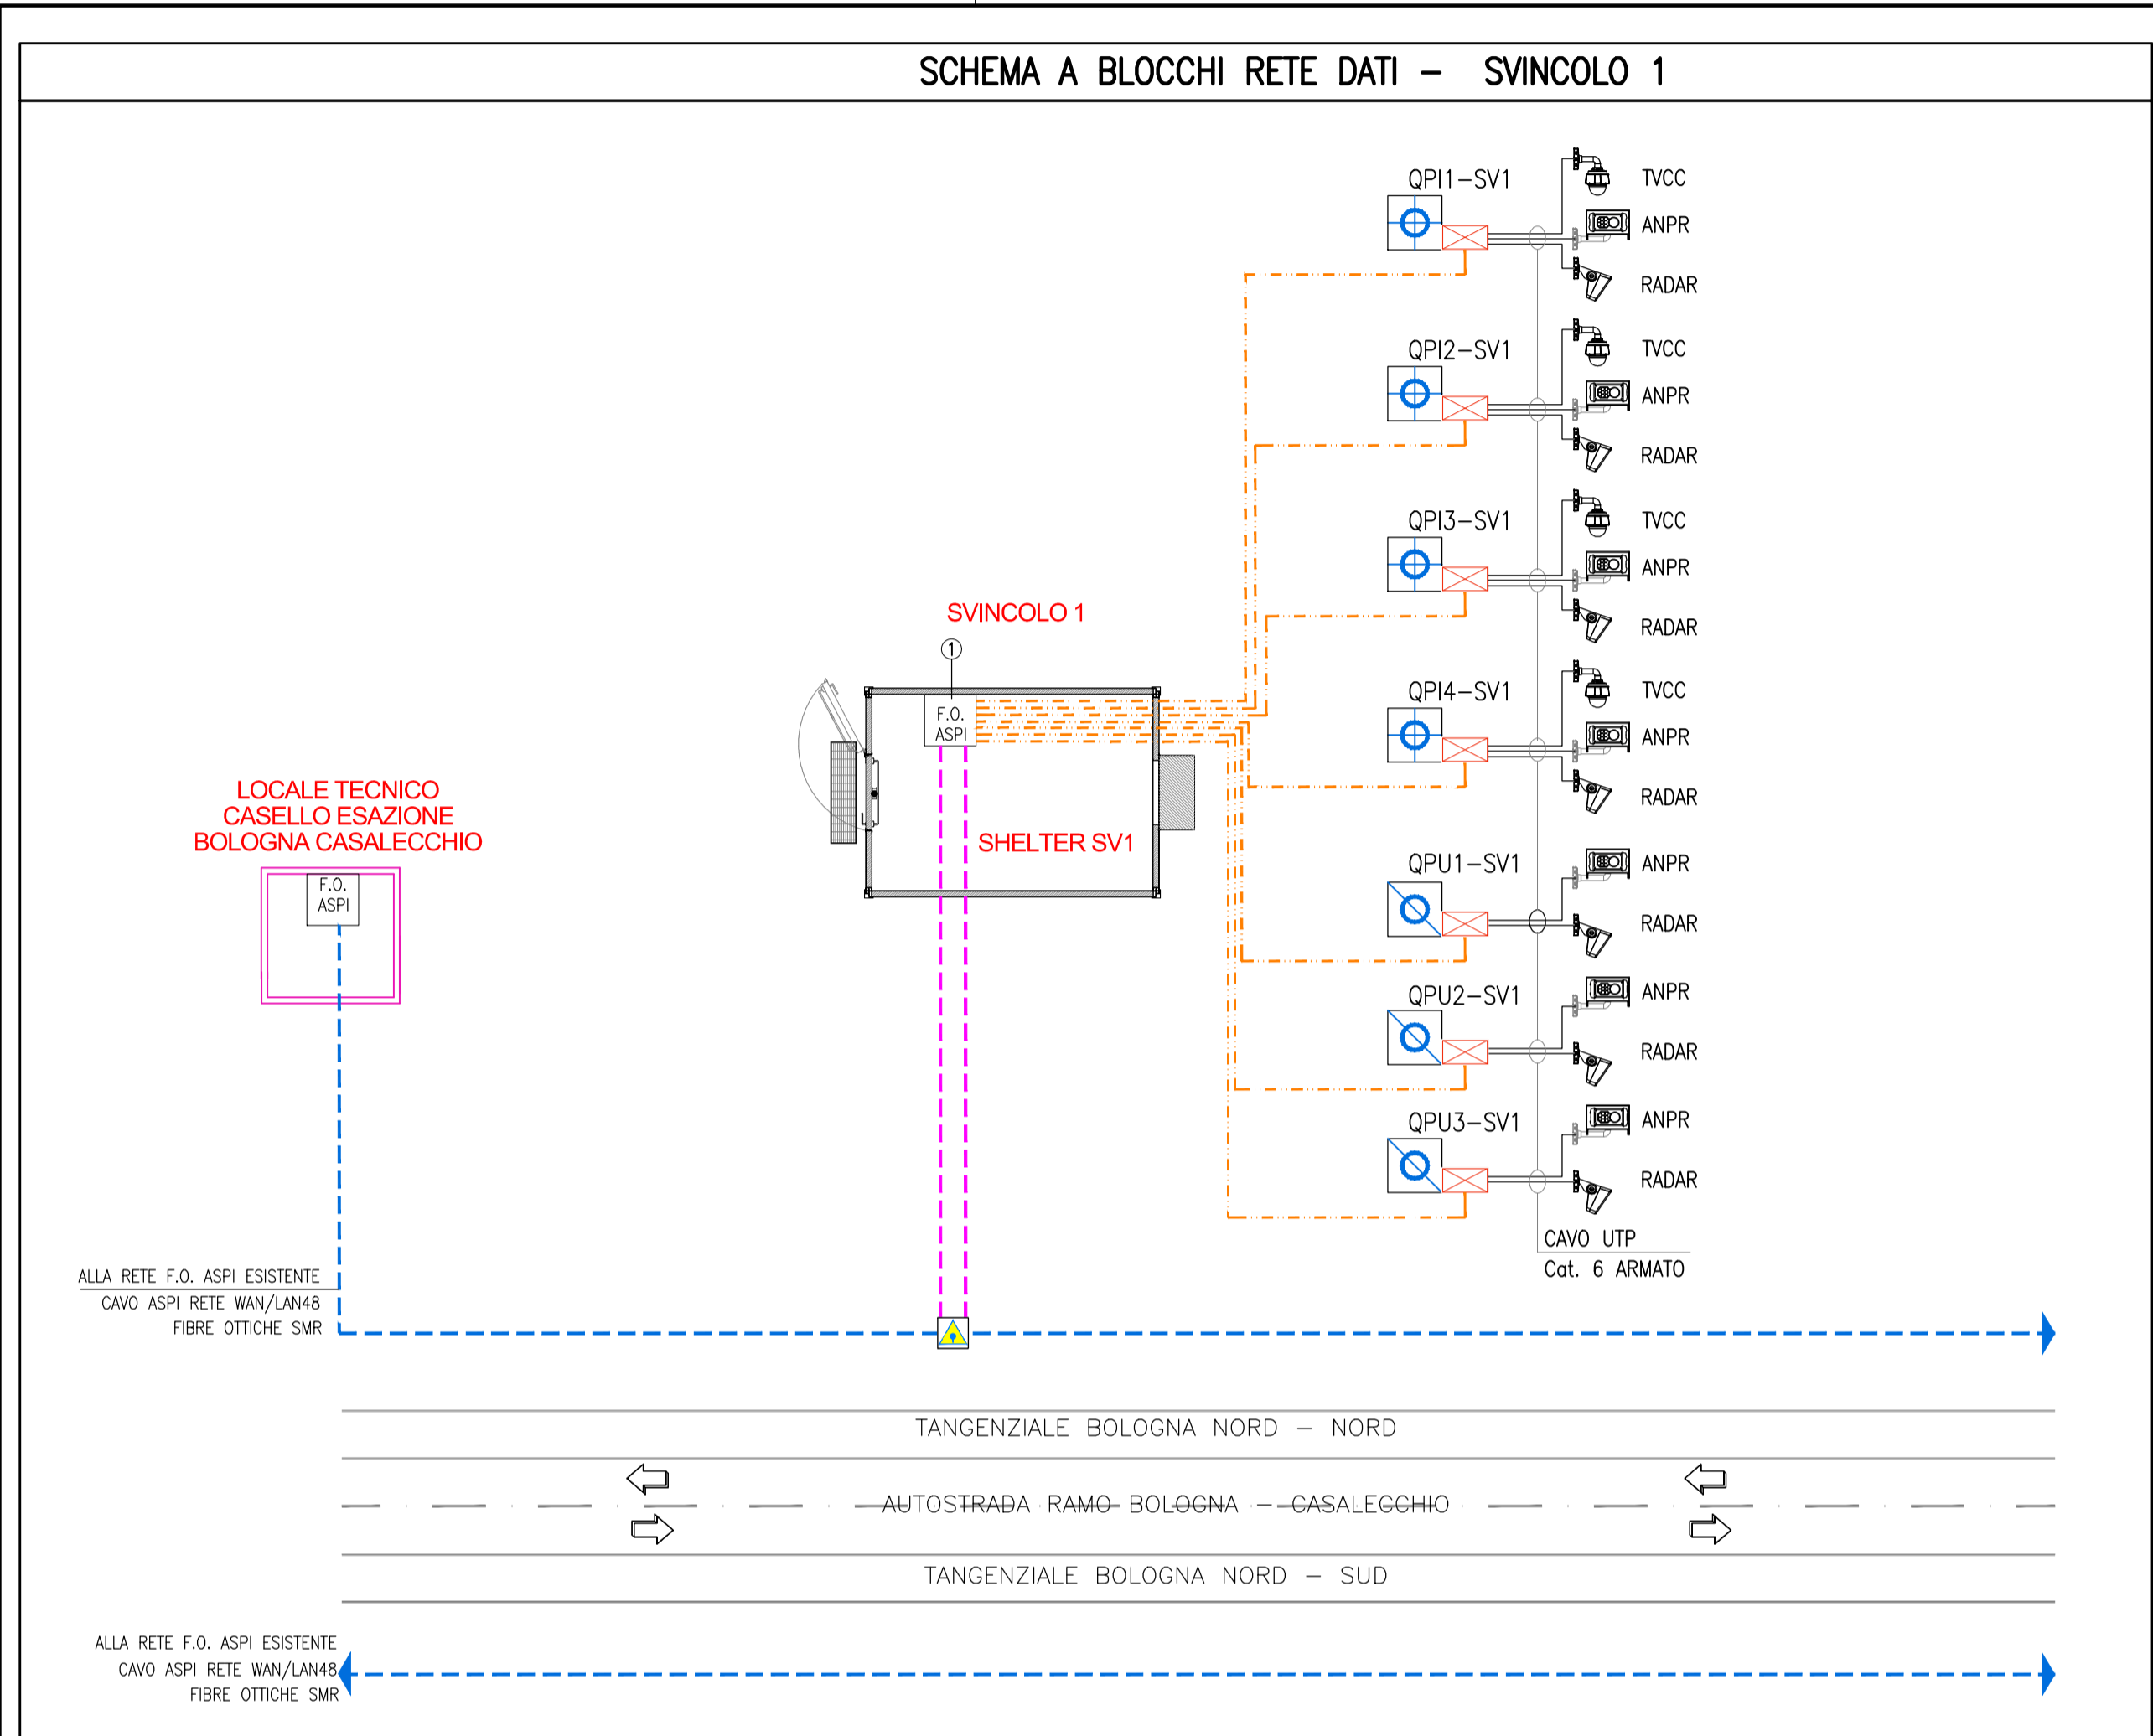 SCHEMA A BLOCCHI RETE DATI – SVINCOLO 1
QPI1-SV1
TVCC
ANPR
RADAR
QPI2-SV1
TVCC
ANPR
RADAR
QPI3-SV1
TVCC
ANPR
RADAR
SVINCOLO 1
1
F.O.
ASPI
SHELTER SV1
QPI4-SV1
TVCC
ANPR
RADAR
LOCALE TECNICO
CASELLO ESAZIONE
BOLOGNA CASALECCHIO
F.O.
ASPI
QPU1-SV1
ANPR
RADAR
QPU2-SV1
ANPR
RADAR
QPU3-SV1
ANPR
RADAR
CAVO UTP
Cat. 6 ARMATO
ALLA RETE F.O. ASPI ESISTENTE
CAVO ASPI RETE WAN/LAN48
FIBRE OTTICHE SMR
TANGENZIALE BOLOGNA NORD – NORD
AUTOSTRADA RAMO BOLOGNA – CASALECCHIO
TANGENZIALE BOLOGNA NORD – SUD
ALLA RETE F.O. ASPI ESISTENTE
CAVO ASPI RETE WAN/LAN48
FIBRE OTTICHE SMR